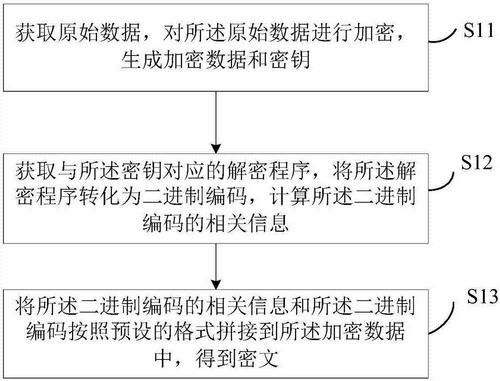 获取原始数据，对所述原始数据进行加密，
生成加密数据和密钥
S11
获取与所述密钥对应的解密程序，将所述解
密程序转化为二进制编码，计算所述二进制
编码的相关信息
S12
将所述二进制编码的相关信息和所述二进制
编码按照预设的格式拼接到所述加密数据
中，得到密文
S13